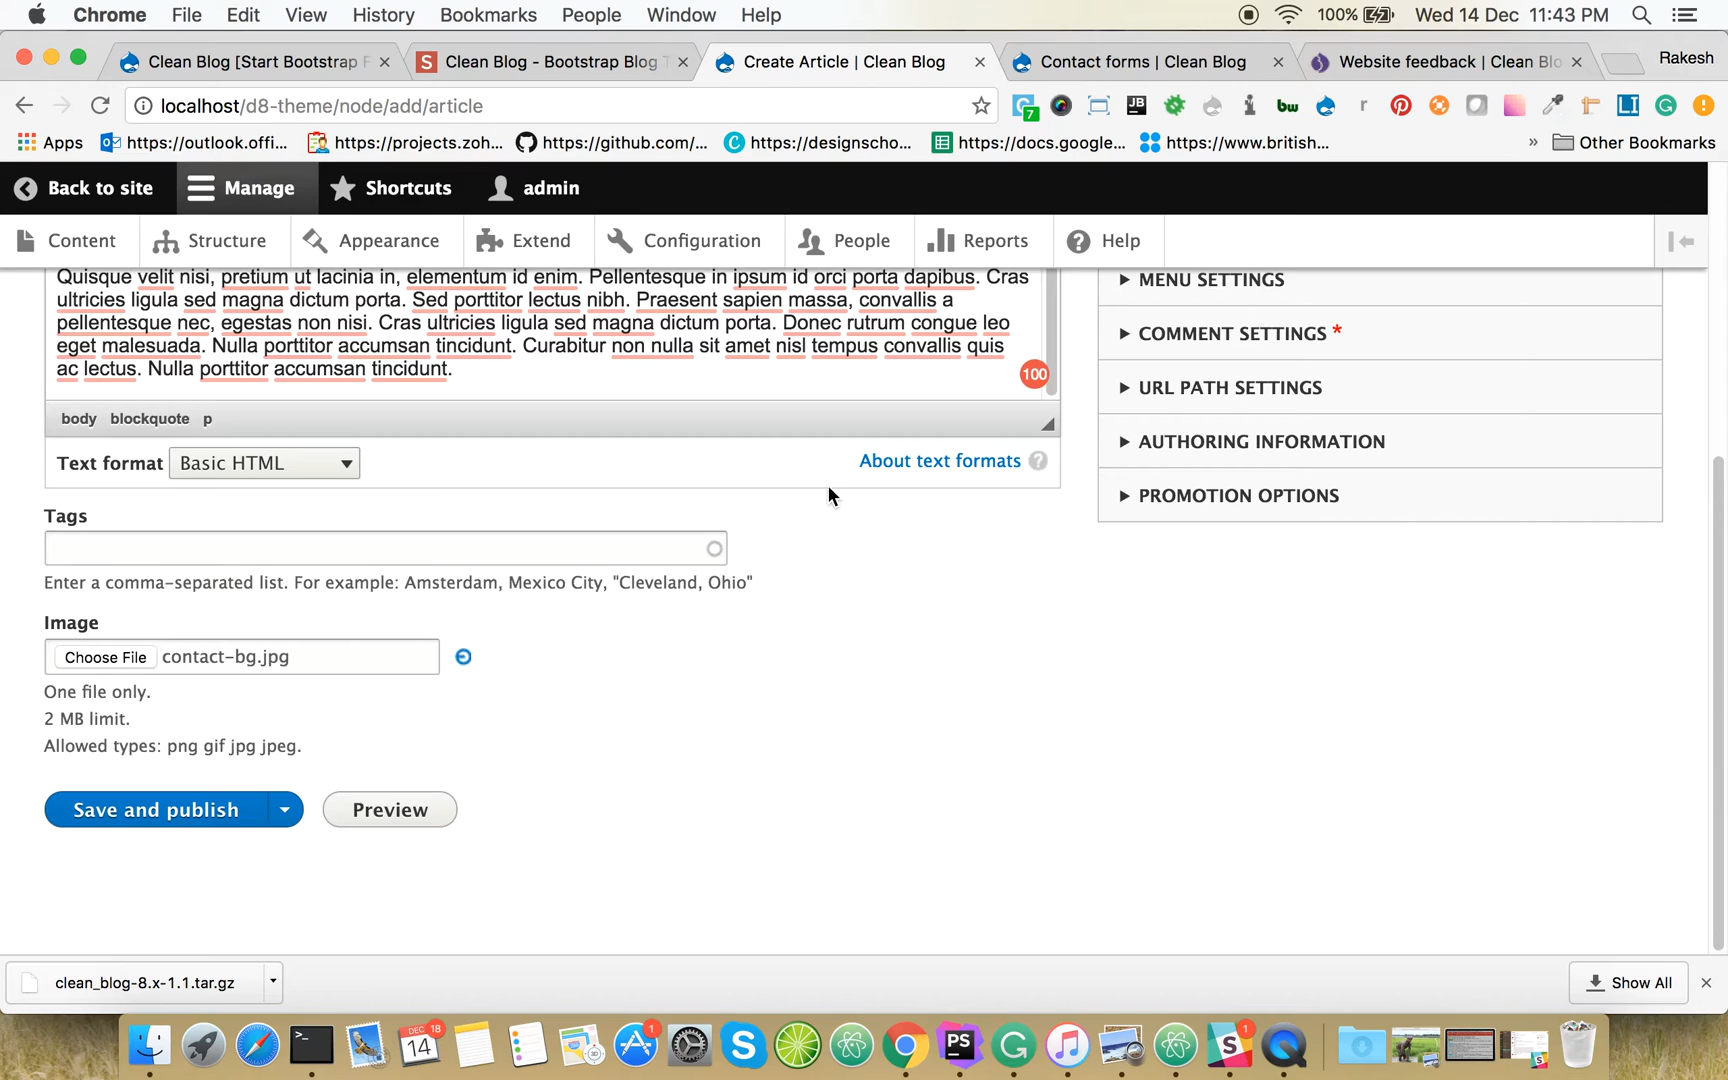 Chrome File Edit View History Bookmarks People Window Help 100% Wed 14 Dec 11:43 PM
Clean Blog [Start Bootstrap
Clean Blog - Bootstrap Blog
Create Article | Clean Blog
Contact forms | Clean Blog
Website feedback | Clean Blo
Rakesh
localhost/d8-theme/node/add/article
7 JB bw r LI
Apps https://outlook.offi... https://projects.zoh... https://github.com/... https://designscho... https://docs.google... https://www.british... » Other Bookmarks
Back to site Manage Shortcuts admin
Content Structure Appearance Extend Configuration People Reports Help
Quisque velit nisi, pretium ut lacinia in, elementum id enim. Pellentesque in ipsum id orci porta dapibus. Cras
ultricies ligula sed magna dictum porta. Sed porttitor lectus nibh. Praesent sapien massa, convallis a
pellentesque nec, egestas non nisi. Cras ultricies ligula sed magna dictum porta. Donec rutrum congue leo
eget malesuada. Nulla porttitor accumsan tincidunt. Curabitur non nulla sit amet nisl tempus convallis quis
ac lectus. Nulla porttitor accumsan tincidunt.
100
body blockquote p
Text format Basic HTML About text formats ?
MENU SETTINGS
COMMENT SETTINGS *
URL PATH SETTINGS
AUTHORING INFORMATION
PROMOTION OPTIONS
Tags
Enter a comma-separated list. For example: Amsterdam, Mexico City, "Cleveland, Ohio"
Image
Choose File contact-bg.jpg
One file only.
2 MB limit.
Allowed types: png gif jpg jpeg.
Save and publish Preview
clean_blog-8.x-1.1.tar.gz Show All
DEC 18 14 1 PS 1